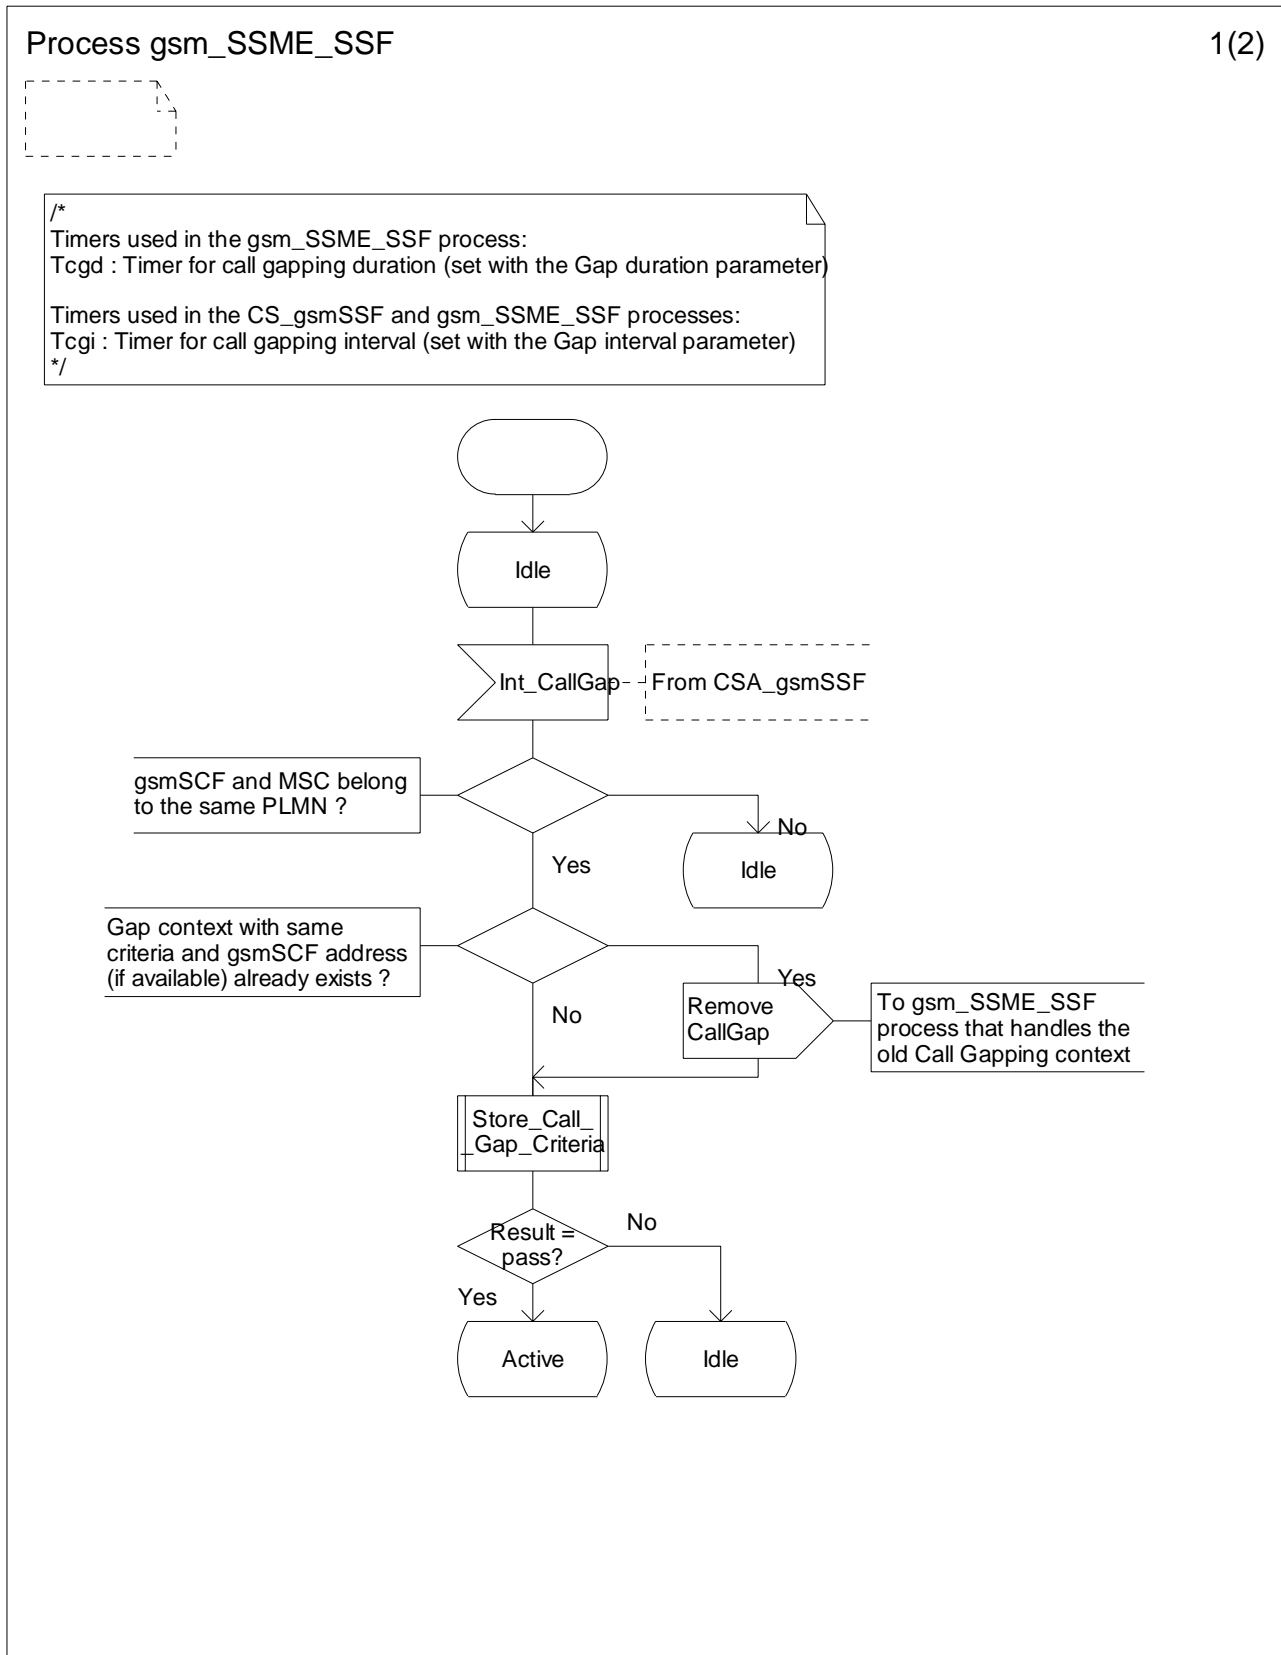 Process gsm_SSME_SSF
1(2)
/*
Timers used in the gsm_SSME_SSF process:
Tcgd : Timer for call gapping duration (set with the Gap duration parameter)
Timers used in the CS_gsmSSF and gsm_SSME_SSF processes:
Tcgi : Timer for call gapping interval (set with the Gap interval parameter)
*/
Idle
Int_CallGap
From CSA_gsmSSF
gsmSCF and MSC belong
to the same PLMN ?
No
Yes
Idle
Gap context with same
criteria and gsmSCF address
(if available) already exists ?
Yes
No
Remove
CallGap
To gsm_SSME_SSF
process that handles the
old Call Gapping context
Store_Call_
_Gap_Criteria
Result =
pass?
No
Yes
Active
Idle